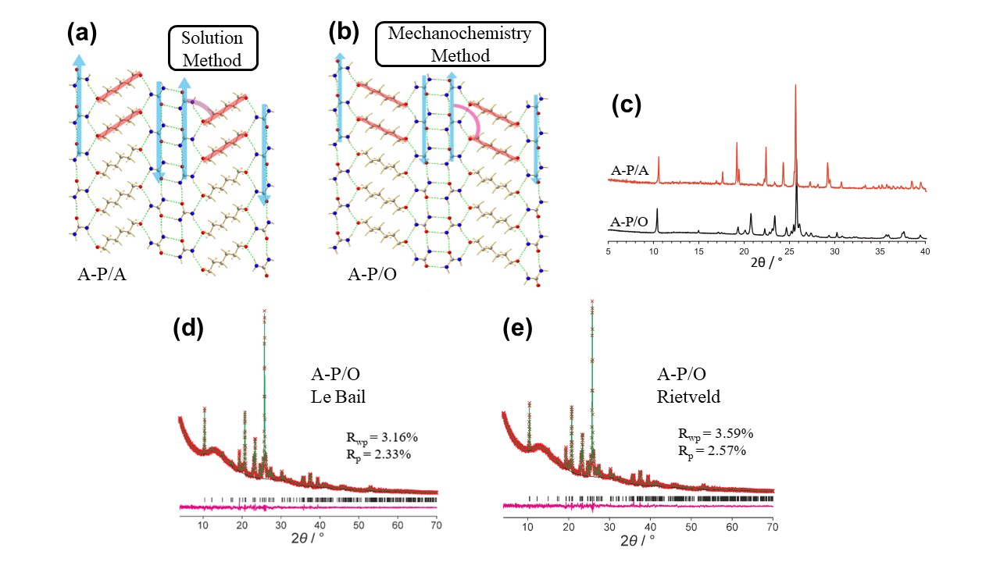 (a)
Solution
Method
A-P/A
(b)
Mechanochemistry
Method
A-P/O
(c)
A-P/A
A-P/O
5 10 15 20 25 30 35 40
2θ / °
(d)
A-P/O
Le Bail
Rwp = 3.16%
Rp = 2.33%
10 20 30 40 50 60 70
2θ / °
(e)
A-P/O
Rietveld
Rwp = 3.59%
Rp = 2.57%
10 20 30 40 50 60 70
2θ / °